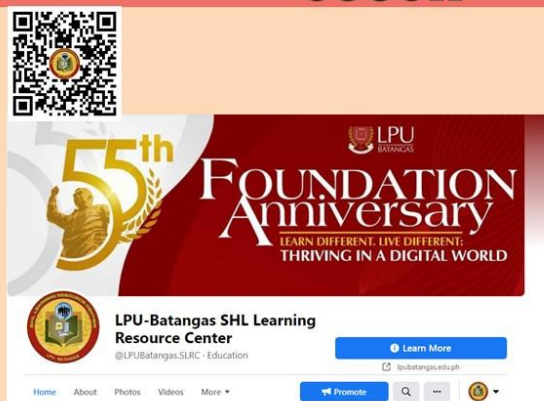 55th
LPU
BATANGAS
FOUNDATION
Anniversary
LEARN DIFFERENT. LIVE DIFFERENT:
THRIVING IN A DIGITAL WORLD
LPU-Batangas SHL Learning
Resource Center
@LPUBatangas.SLRC · Education
Learn More
lpubatangas.edu.ph
Home About Photos Videos More
Promote